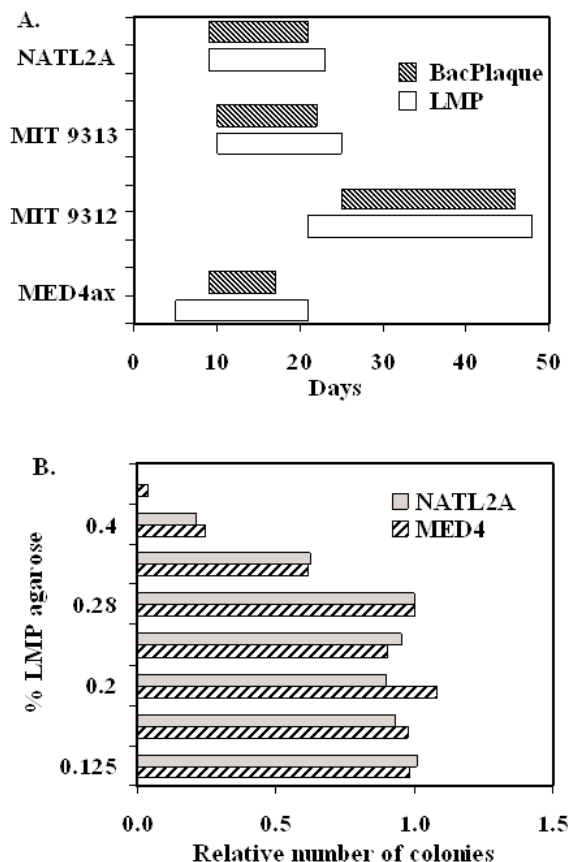 A.
NATL2A
MIT 9313
MIT 9312
MED4ax
BacPlaque
LMP
0 10 20 30 40 50
Days
B.
% LMP agarose
0.4
0.28
0.2
0.125
NATL2A
MED4
0.0 0.5 1.0 1.5
Relative number of colonies